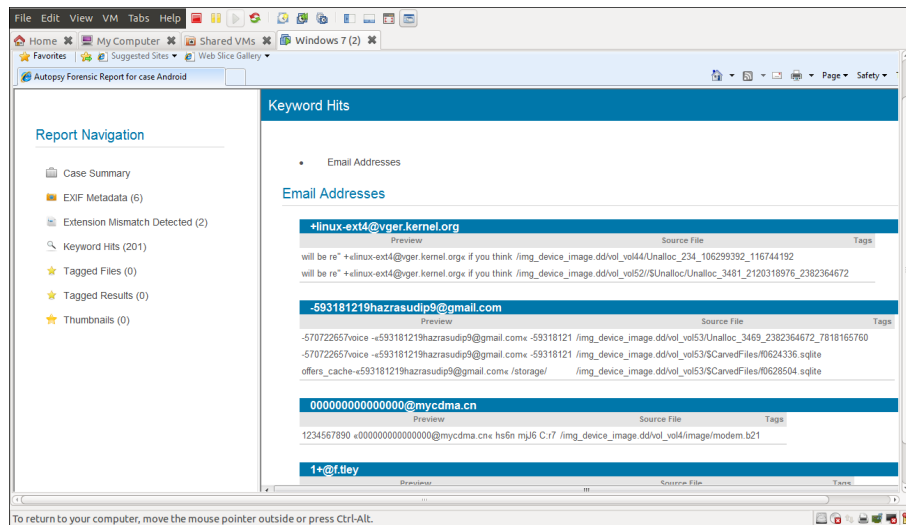 File Edit View VM Tabs Help
Home My Computer Shared VMs Windows 7 (2)
Favorites Suggested Sites Web Slice Gallery
Autopsy Forensic Report for case Android Page Safety
Keyword Hits
Report Navigation
Case Summary
EXIF Metadata (6)
Extension Mismatch Detected (2)
Keyword Hits (201)
Tagged Files (0)
Tagged Results (0)
Thumbnails (0)
• Email Addresses
Email Addresses
+linux-ext4@vger.kernel.org
Preview Source File Tags
will be re" +«linux-ext4@vger.kernel.org« if you think /img_device_image.dd/vol_vol44/Unalloc_234_106299392_116744192
will be re" +«linux-ext4@vger.kernel.org« if you think /img_device_image.dd/vol_vol52//$Unalloc/Unalloc_3481_2120318976_2382364672
-593181219hazrasudip9@gmail.com
Preview Source File Tags
-570722657voice -«593181219hazrasudip9@gmail.com« -59318121 /img_device_image.dd/vol_vol53/Unalloc_3469_2382364672_7818165760
-570722657voice -«593181219hazrasudip9@gmail.com« -59318121 /img_device_image.dd/vol_vol53/$CarvedFiles/f0624336.sqlite
offers_cache-«593181219hazrasudip9@gmail.com« /storage/ /img_device_image.dd/vol_vol53/$CarvedFiles/f0628504.sqlite
000000000000000@mycdma.cn
Preview Source File Tags
1234567890 «000000000000000@mycdma.cn« hs6n mjJ6 C:r7 /img_device_image.dd/vol_vol4/image/modem.b21
1+@f.tley
Preview Source File Tags
To return to your computer, move the mouse pointer outside or press Ctrl-Alt.